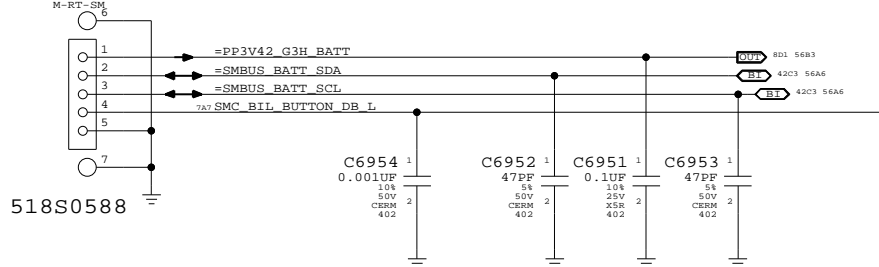 M-RT-SM
6
1
=PP3V42_G3H_BATT
OUT
8D1 56B3
2
=SMBUS_BATT_SDA
BI
42C3 56A6
3
=SMBUS_BATT_SCL
BI
42C3 56A6
4
7A7 SMC_BIL_BUTTON_DB_L
5
7
518S0588
C6954 1
0.001UF
10%
50V
CERM
402
2
C6952 1
47PF
5%
50V
CERM
402
2
C6951 1
0.1UF
10%
25V
X5R
402
2
C6953 1
47PF
5%
50V
CERM
402
2